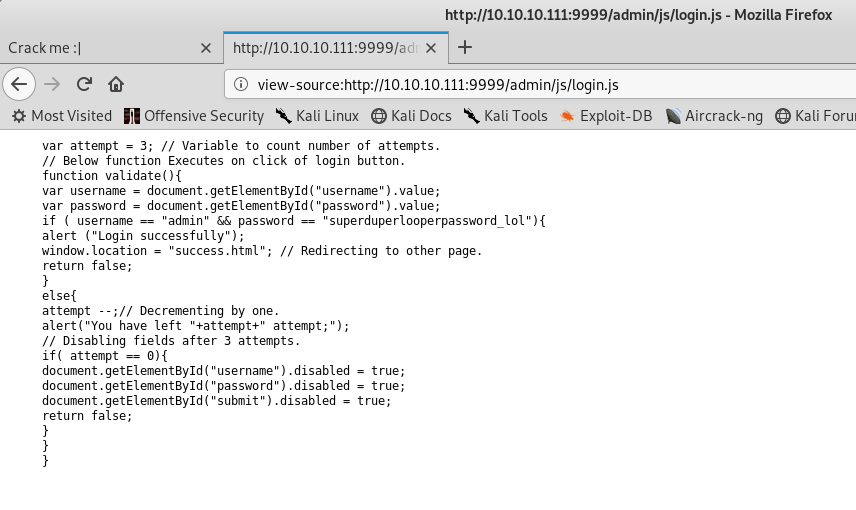 http://10.10.10.111:9999/admin/js/login.js - Mozilla Firefox
Crack me :| http://10.10.10.111:9999/ad
view-source:http://10.10.10.111:9999/admin/js/login.js
Most Visited Offensive Security Kali Linux Kali Docs Kali Tools Exploit-DB Aircrack-ng Kali Foru
var attempt = 3; // Variable to count number of attempts.
// Below function Executes on click of login button.
function validate(){
var username = document.getElementById("username").value;
var password = document.getElementById("password").value;
if ( username == "admin" && password == "superduperlooperpassword_lol"){
alert ("Login successfully");
window.location = "success.html"; // Redirecting to other page.
return false;
}
else{
attempt --;// Decrementing by one.
alert("You have left "+attempt+" attempt;");
// Disabling fields after 3 attempts.
if( attempt == 0){
document.getElementById("username").disabled = true;
document.getElementById("password").disabled = true;
document.getElementById("submit").disabled = true;
return false;
}
}
}